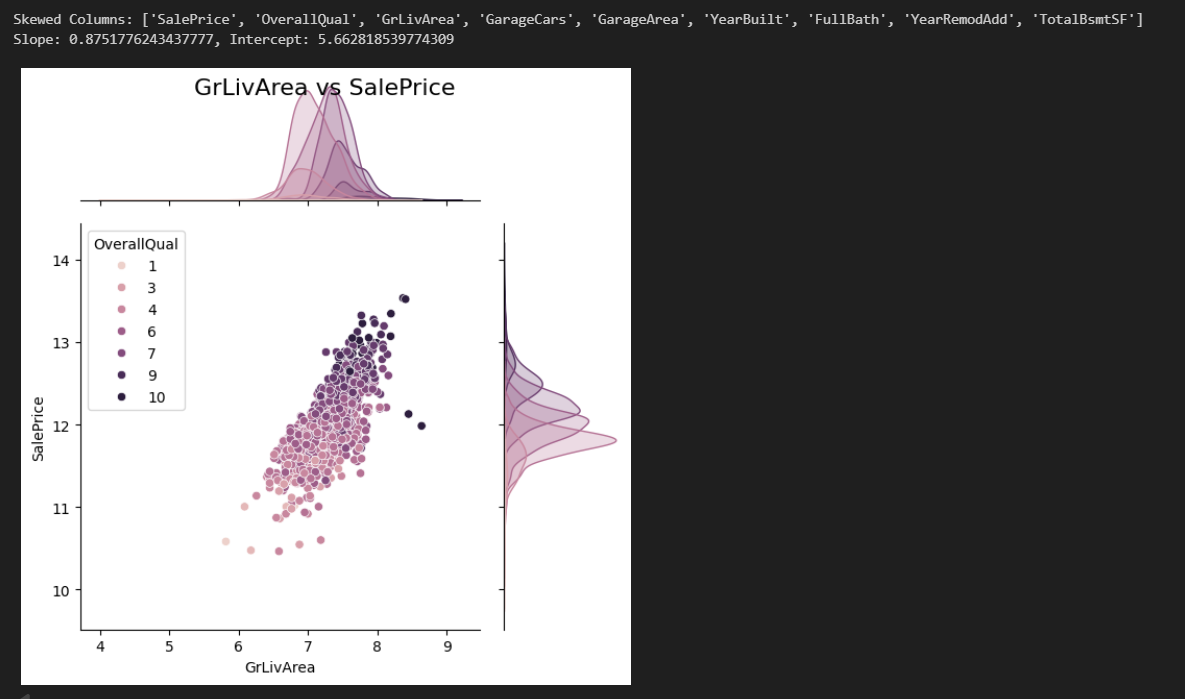 Skewed Columns: ['SalePrice', 'OverallQual', 'GrLivArea', 'GarageCars', 'GarageArea', 'YearBuilt', 'FullBath', 'YearRemodAdd', 'TotalBsmtSF']
Slope: 0.8751776243437777, Intercept: 5.662818539774309
GrLivArea vs SalePrice
OverallQual
1
3
4
6
7
9
10
14
13
12
11
10
SalePrice
4 5 6 7 8 9
GrLivArea